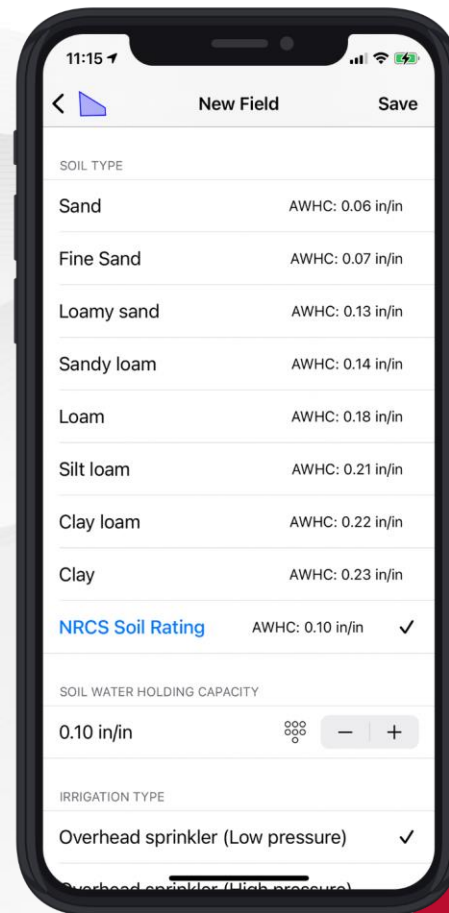 11:15
New Field
Save
SOIL TYPE
Sand AWHC: 0.06 in/in
Fine Sand AWHC: 0.07 in/in
Loamy sand AWHC: 0.13 in/in
Sandy loam AWHC: 0.14 in/in
Loam AWHC: 0.18 in/in
Silt loam AWHC: 0.21 in/in
Clay loam AWHC: 0.22 in/in
Clay AWHC: 0.23 in/in
NRCS Soil Rating AWHC: 0.10 in/in
SOIL WATER HOLDING CAPACITY
0.10 in/in − +
IRRIGATION TYPE
Overhead sprinkler (Low pressure)
Overhead sprinkler (High pressure)